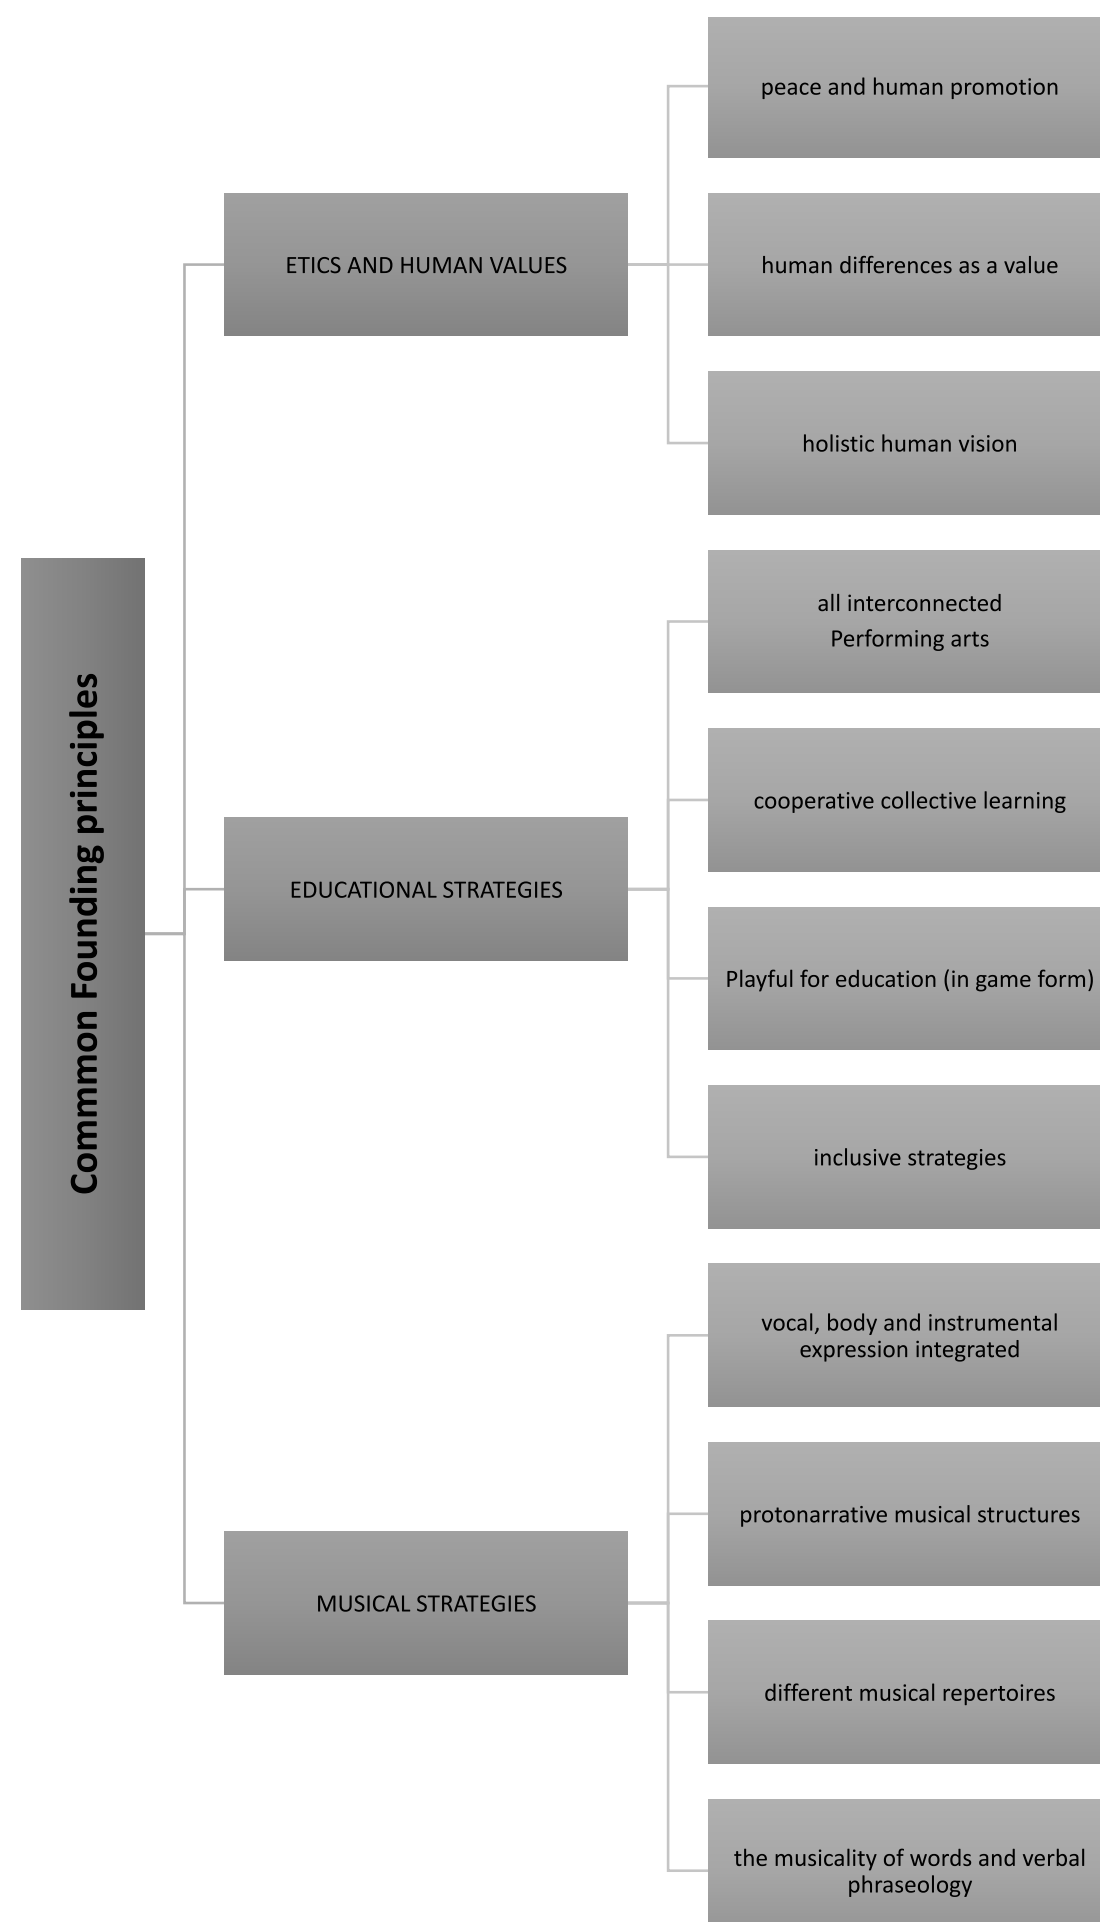 Common Founding principles
ETICS AND HUMAN VALUES
peace and human promotion
human differences as a value
holistic human vision
EDUCATIONAL STRATEGIES
all interconnected
Performing arts
cooperative collective learning
Playful for education (in game form)
inclusive strategies
MUSICAL STRATEGIES
vocal, body and instrumental
expression integrated
protonarrative musical structures
different musical repertoires
the musicality of words and verbal
phraseology